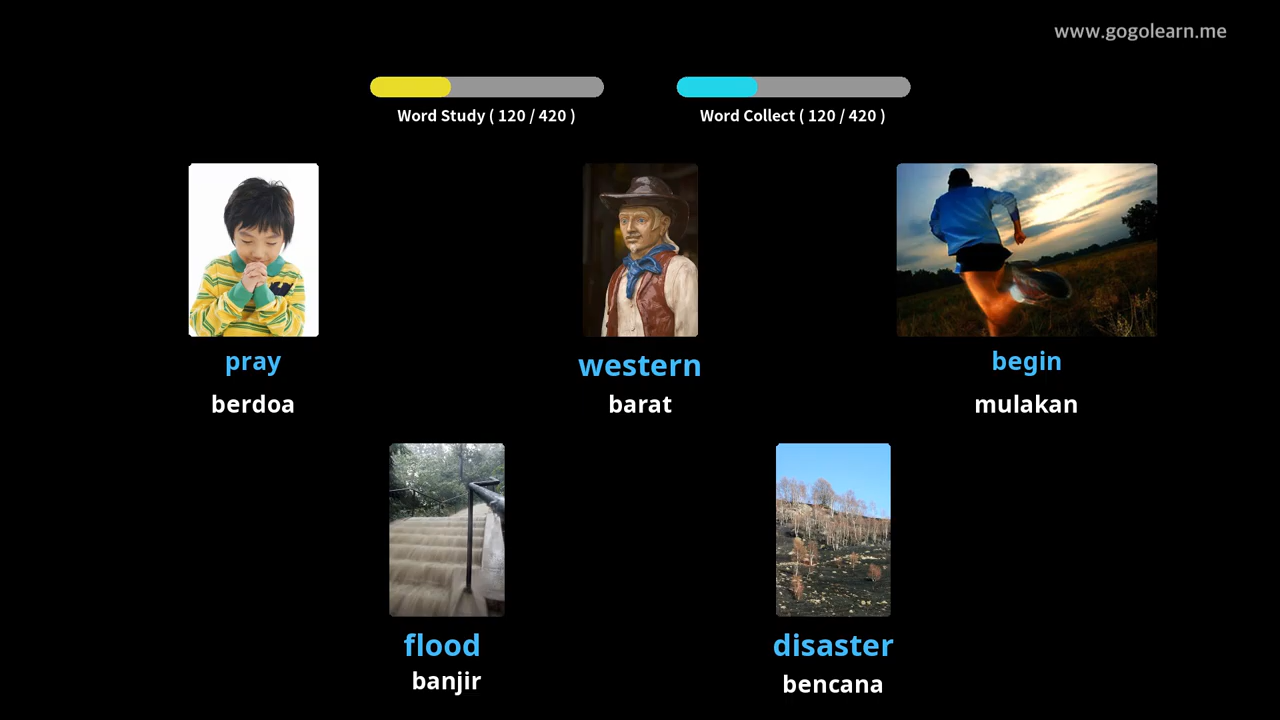 www.gogolearn.me
Word Study ( 120 / 420 )
Word Collect ( 120 / 420 )
pray
berdoa
western
barat
begin
mulakan
flood
banjir
disaster
bencana